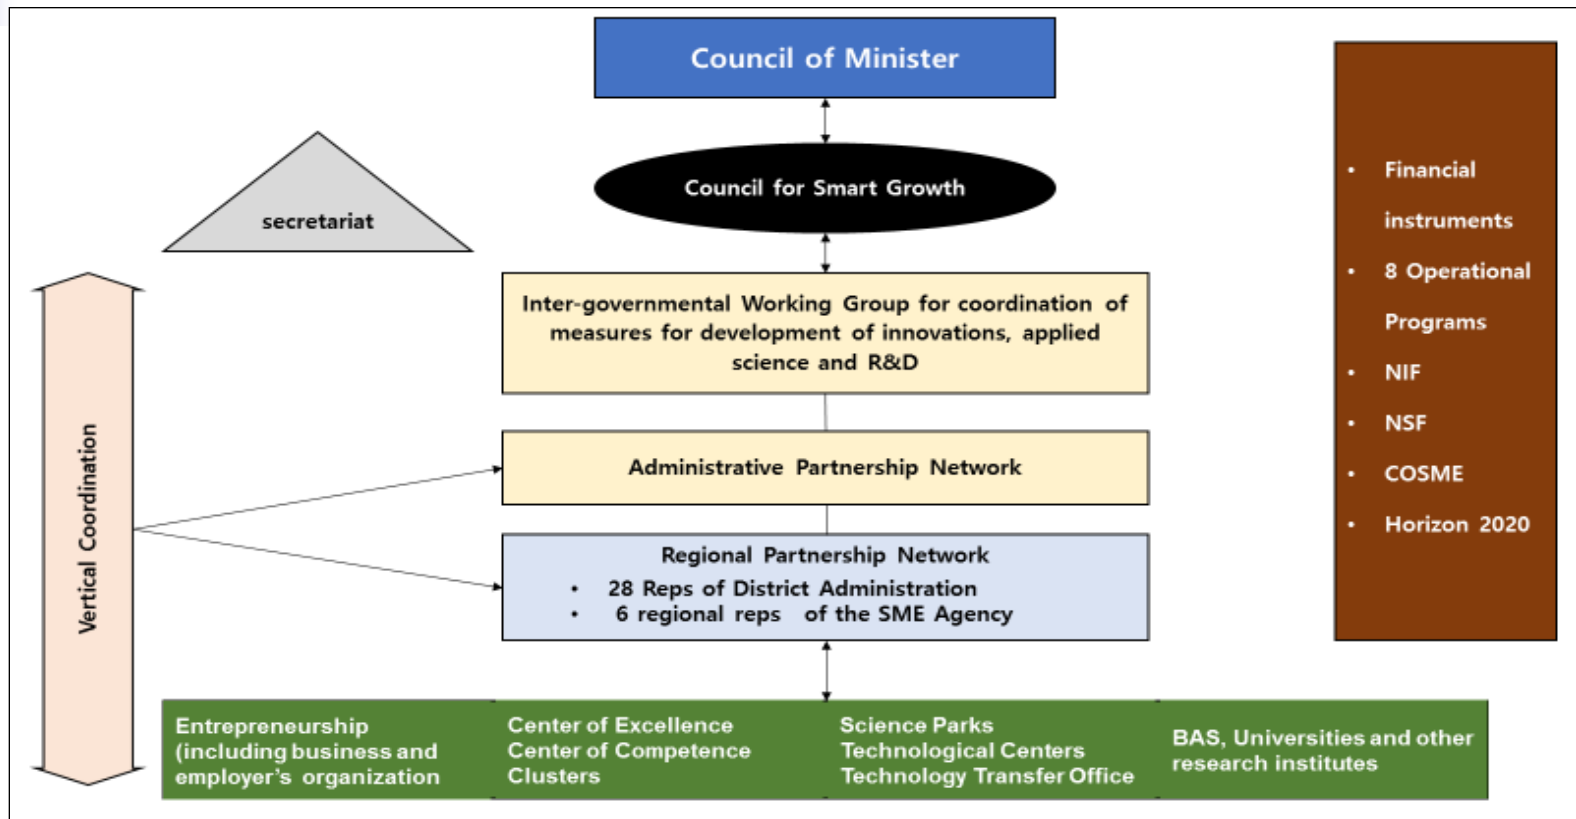 Council of Minister
Council for Smart Growth
secretariat
Inter-governmental Working Group for coordination of
measures for development of innovations, applied
science and R&D
Administrative Partnership Network
Regional Partnership Network
• 28 Reps of District Administration
• 6 regional reps of the SME Agency
Vertical Coordination
Entrepreneurship
(including business and
employer's organization
Center of Excellence
Center of Competence
Clusters
Science Parks
Technological Centers
Technology Transfer Office
BAS, Universities and other
research institutes
• Financial
instruments
• 8 Operational
Programs
• NIF
• NSF
• COSME
• Horizon 2020